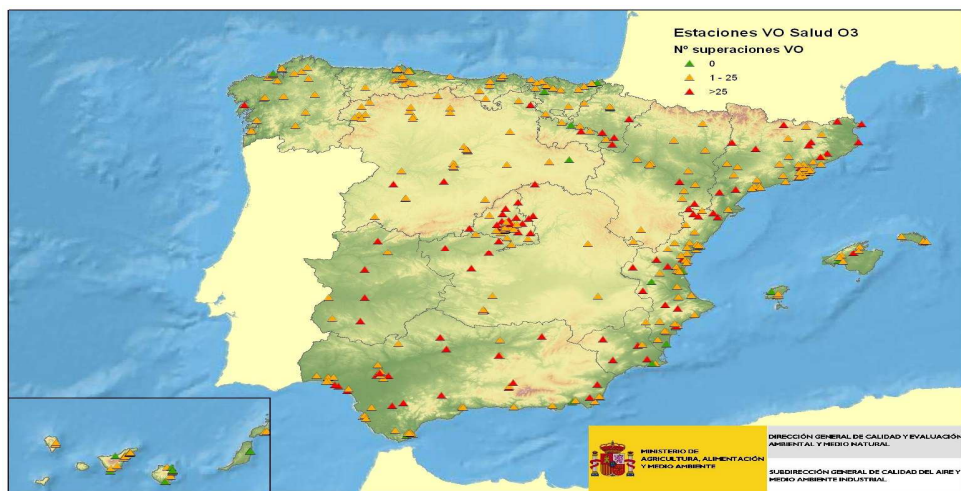 Estaciones VO Salud O3
Nº superaciones VO
0
1 - 25
>25
MINISTERIO
DE
AGRICULTURA, ALIMENTACIÓN
Y MEDIO AMBIENTE
DIRECCIÓN GENERAL DE CALIDAD Y EVALUACIÓN
AMBIENTAL Y MEDIO NATURAL
SUBDIRECCIÓN GENERAL DE CALIDAD DEL AIRE Y
MEDIO AMBIENTE INDUSTRIAL